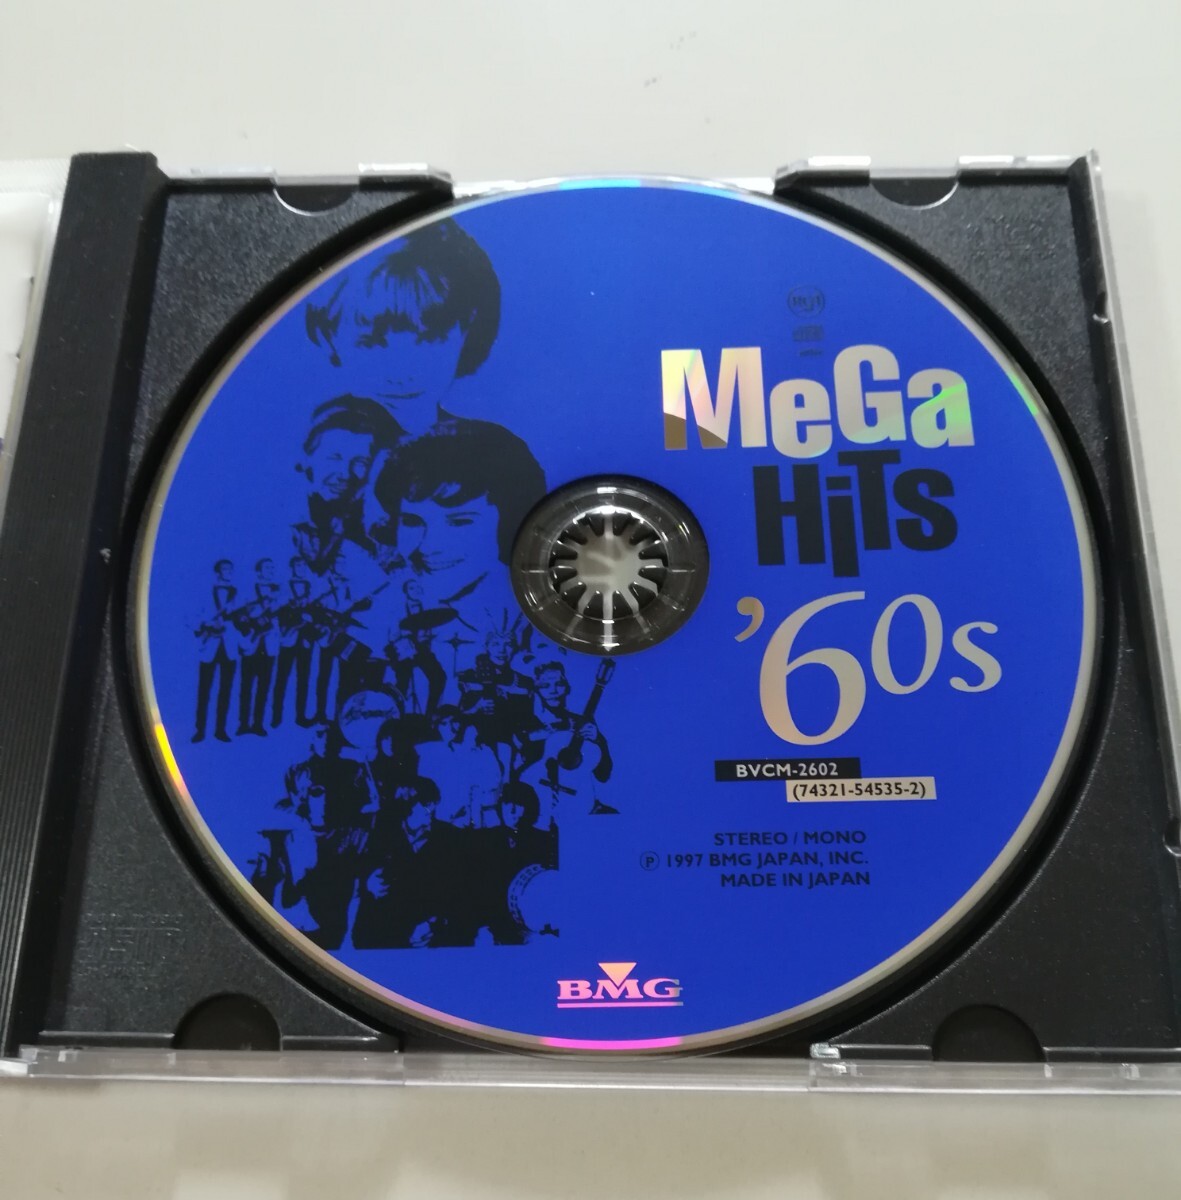 MeGa
HiTs
'60s
BVCM-2602
(74321-54535-2)
STEREO / MONO
Ⓟ 1997 BMG JAPAN, INC.
MADE IN JAPAN
BMG